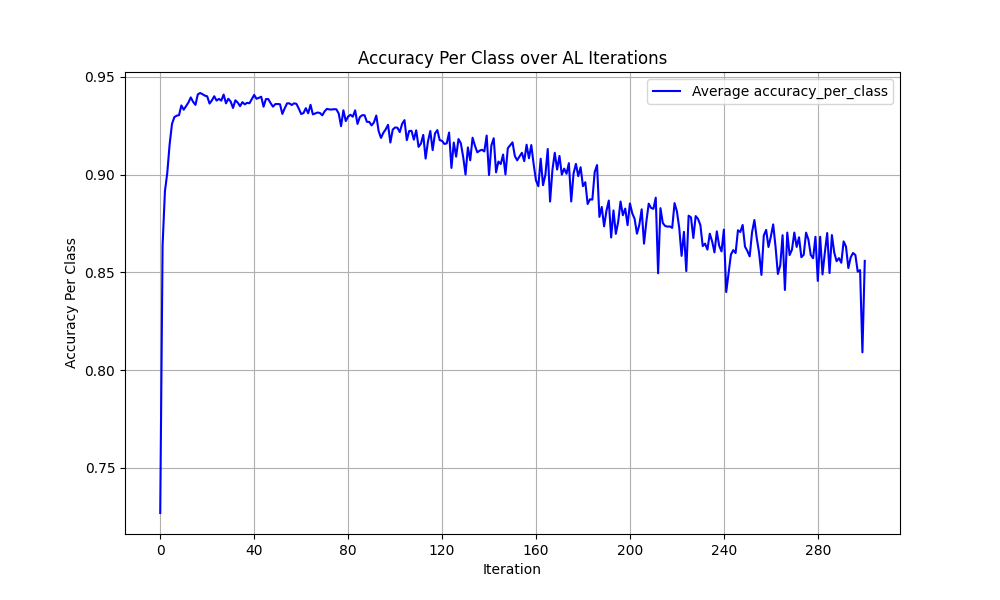 Accuracy Per Class over AL Iterations
Average accuracy_per_class
Accuracy Per Class
0.95
0.90
0.85
0.80
0.75
0 40 80 120 160 200 240 280
Iteration